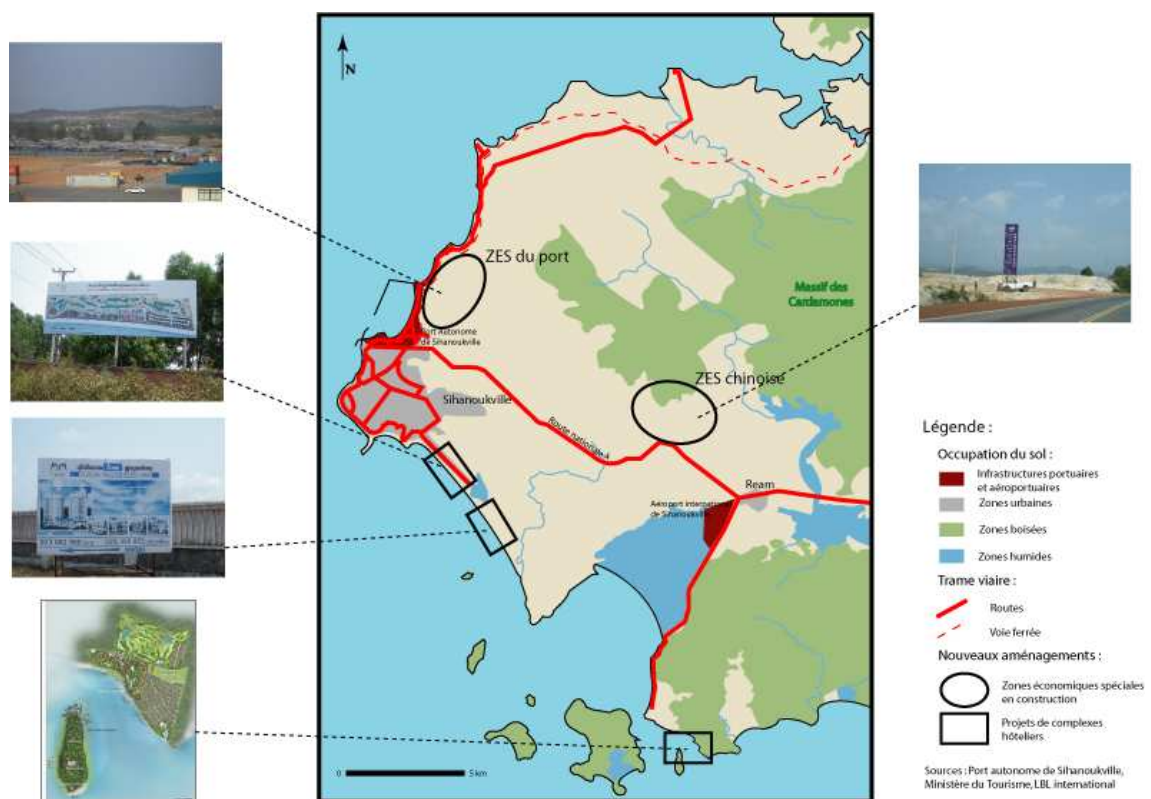 N
ZES du port
Port Autonome
de Sihanoukville
Massif des
Cardamones
ZES chinoise
Sihanoukville
Route nationale 4
Ream
Aéroport international
de Sihanoukville
0
5 km
Légende :
Occupation du sol :
Infrastructures portuaires
et aéroportuaires
Zones urbaines
Zones boisées
Zones humides
Trame viaire :
Routes
Voie ferrée
Nouveaux aménagements :
Zones économiques spéciales
en construction
Projets de complexes
hôteliers
Sources : Port autonome de Sihanoukville,
Ministère du Tourisme, LBL international